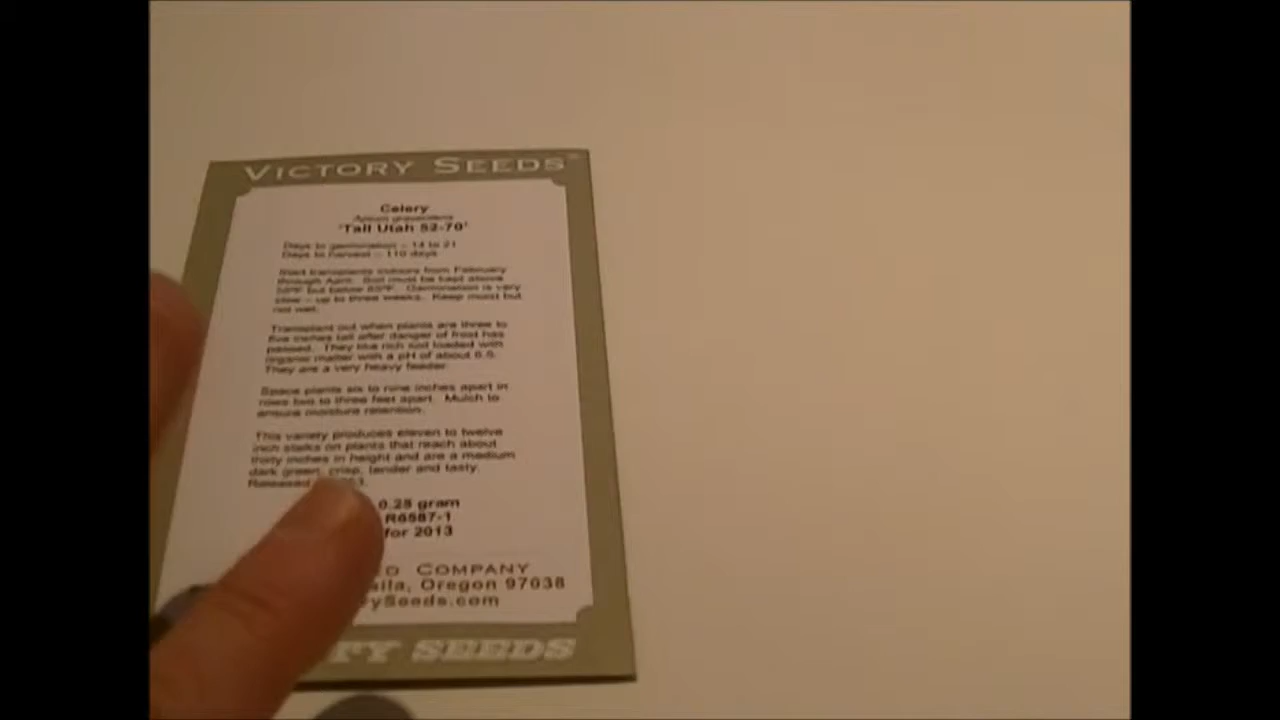 VICTORY SEEDS®
Celery
Apium graveolens
'Tall Utah 52-70'
Days to germination – 14 to 21
Days to harvest – 110 days
Start transplants indoors from February
through April. Soil must be kept above
but below Germination is very
slow – up to three weeks. Keep moist but
not wet.
Transplant out when plants are three to
five inches tall after danger of frost has
passed. They like rich soil loaded with
organic matter with a pH of about 6.5.
They are a very heavy feeder.
Space plants six to nine inches apart in
rows two to three feet apart. Mulch to
ensure moisture retention.
This variety produces eleven to twelve
inch stalks on plants that reach about
thirty inches in height and are a medium
dark green, crisp, tender and tasty.
Released
0.25 gram
R6587-1
for 2013
COMPANY
Oregon 97038
Seeds.com
SEEDS